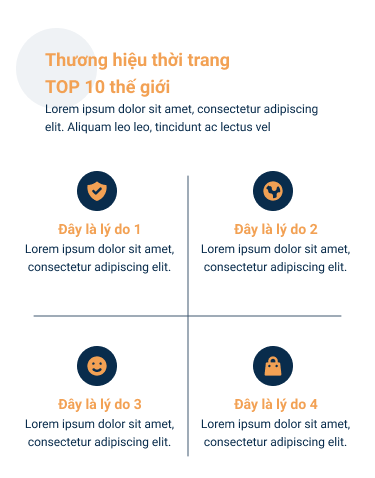 Thương hiệu thời trang
TOP 10 thế giới
Lorem ipsum dolor sit amet, consectetur adipiscing
elit. Aliquam leo leo, tincidunt ac lectus vel
Đây là lý do 1
Lorem ipsum dolor sit amet,
consectetur adipiscing elit.
Đây là lý do 2
Lorem ipsum dolor sit amet,
consectetur adipiscing elit.
Đây là lý do 3
Lorem ipsum dolor sit amet,
consectetur adipiscing elit.
Đây là lý do 4
Lorem ipsum dolor sit amet,
consectetur adipiscing elit.